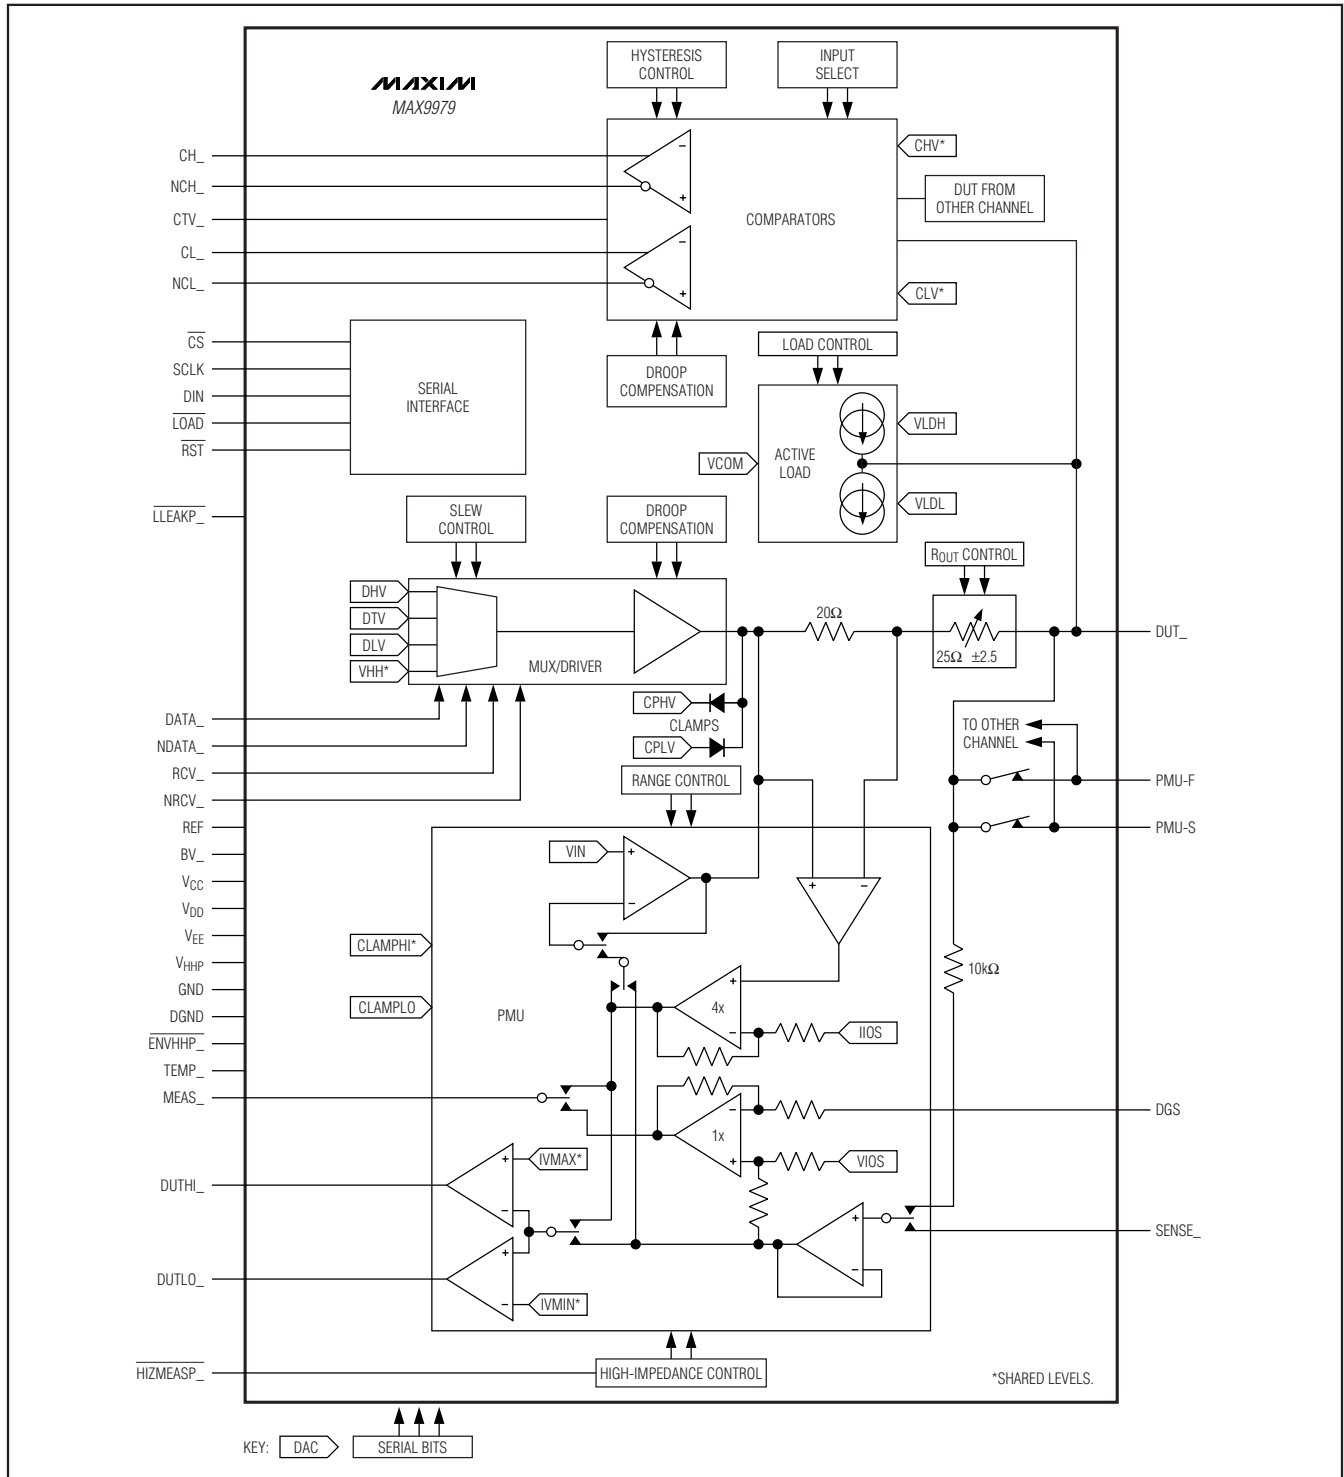 MAXIM
MAX9979
HYSTERESIS
CONTROL
INPUT
SELECT
CH_
NCH_
CTV_
CL_
NCL_
−
+
−
+
COMPARATORS
CHV*
DUT FROM
OTHER CHANNEL
CLV*
CS
SCLK
DIN
LOAD
RST
SERIAL
INTERFACE
DROOP
COMPENSATION
LOAD CONTROL
VCOM
ACTIVE
LOAD
VLDH
VLDL
LLEAKP_
SLEW
CONTROL
DROOP
COMPENSATION
ROUT CONTROL
DHV
DTV
DLV
VHH*
MUX/DRIVER
20Ω
25Ω ±2.5
DUT_
CPHV
CLAMPS
CPLV
TO OTHER
CHANNEL
DATA_
NDATA_
RCV_
NRCV_
REF
BV_
VCC
VDD
VEE
VHHP
GND
DGND
ENVHHP_
TEMP_
MEAS_
RANGE CONTROL
PMU-F
PMU-S
VIN
+
−
+ −
CLAMPHI*
CLAMPLO
PMU
10kΩ
+
4x
−
IIOS
−
1x
+
DGS
VIOS
DUTHI_
+
IVMAX*
−
DUTLO_
+
−
IVMIN*
+
−
SENSE_
HIZMEASP_
HIGH-IMPEDANCE CONTROL
*SHARED LEVELS.
KEY: DAC SERIAL BITS